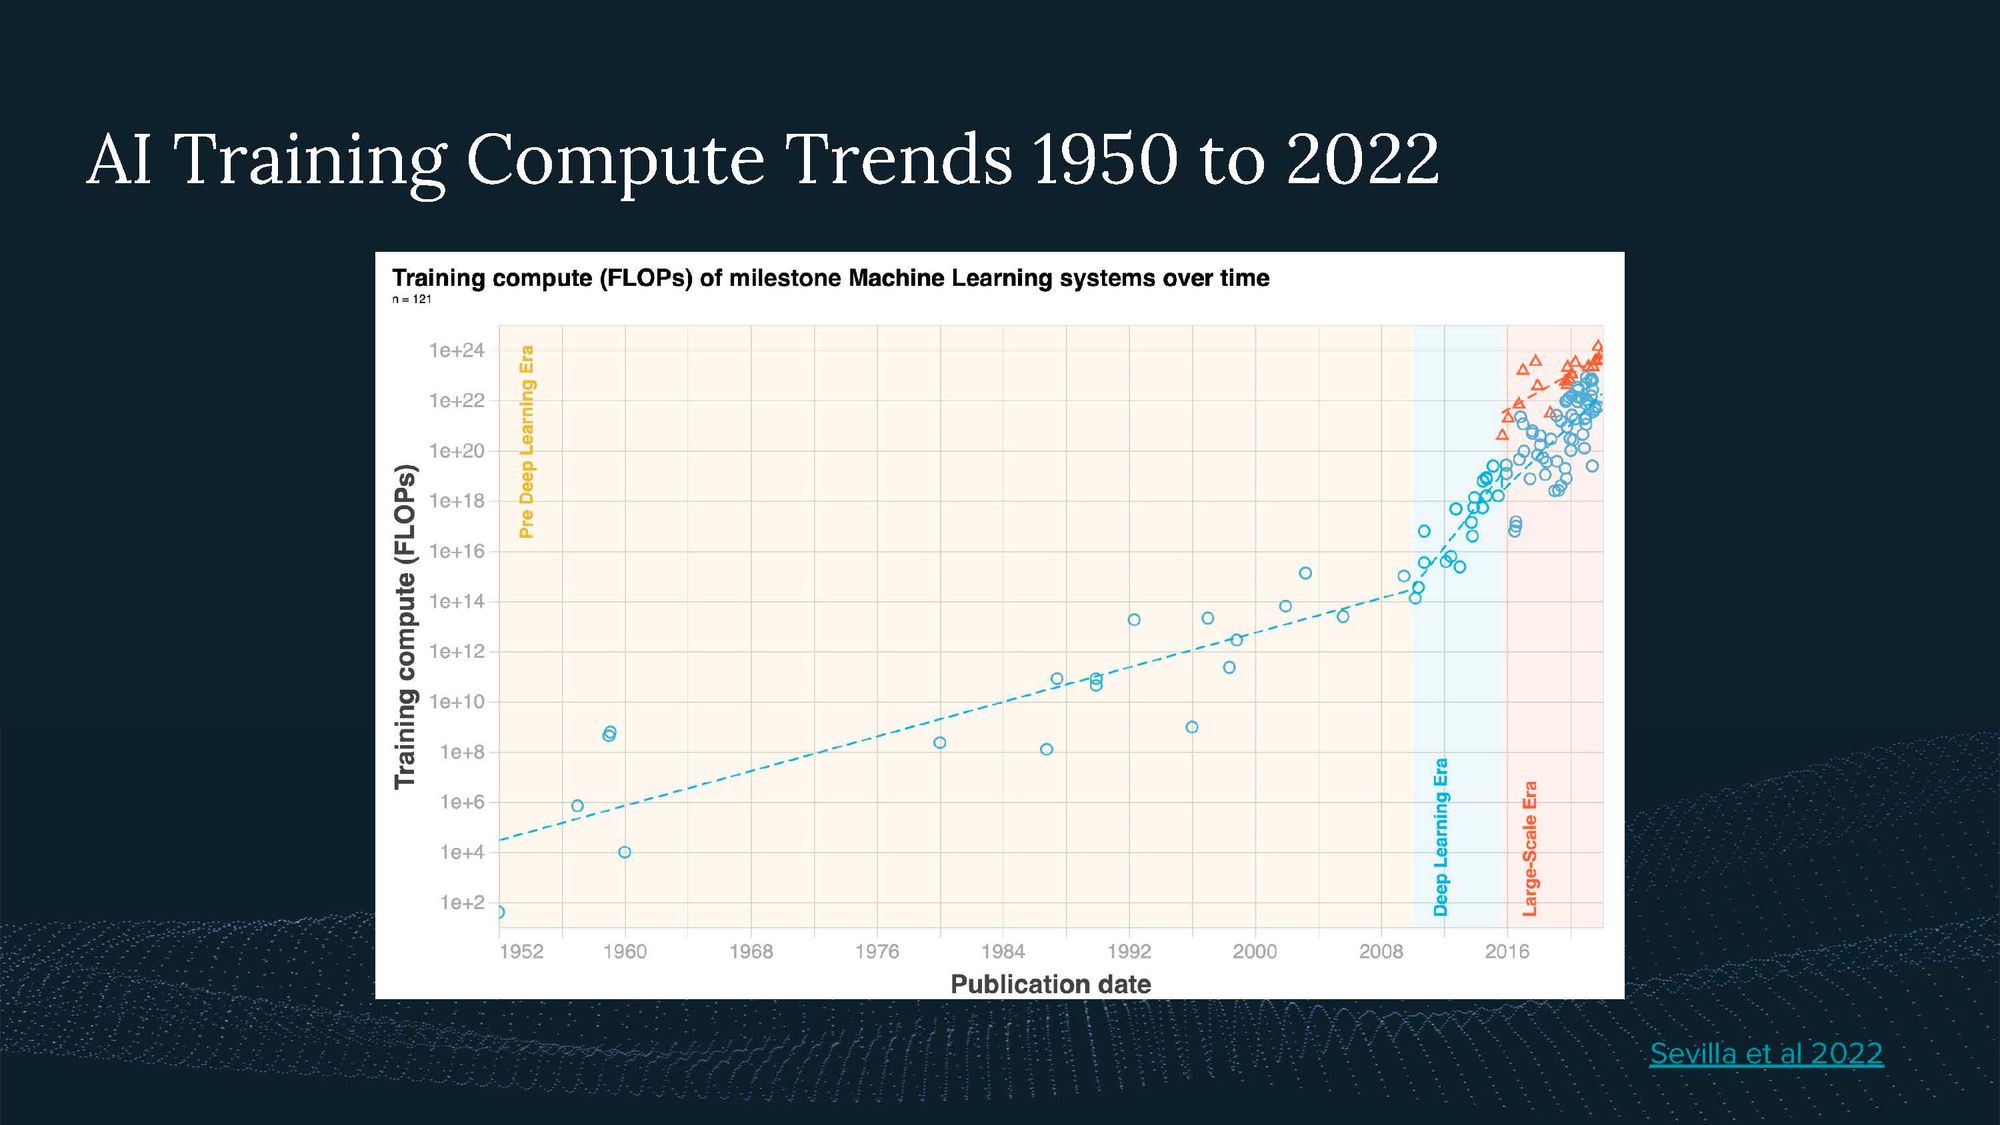 AI Training Compute Trends 1950 to 2022
Training compute (FLOPs) of milestone Machine Learning systems over time
n = 121
Training compute (FLOPs)
1e+24
1e+22
1e+20
1e+18
1e+16
1e+14
1e+12
1e+10
1e+8
1e+6
1e+4
1e+2
Pre Deep Learning Era
Deep Learning Era
Large-Scale Era
1952 1960 1968 1976 1984 1992 2000 2008 2016
Publication date
Sevilla et al 2022